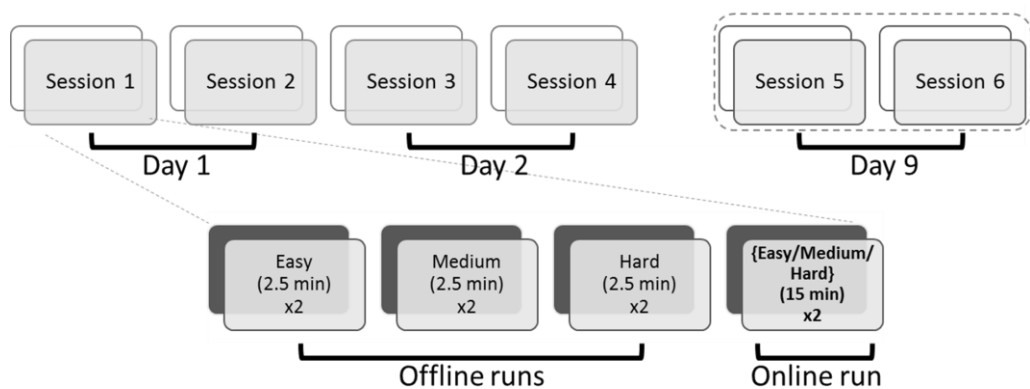 Session 1
Session 2
Session 3
Session 4
Session 5
Session 6
Day 1
Day 2
Day 9
Easy
(2.5 min)
x2
Medium
(2.5 min)
x2
Hard
(2.5 min)
x2
{Easy/Medium/
Hard}
(15 min)
x2
Offline runs
Online run